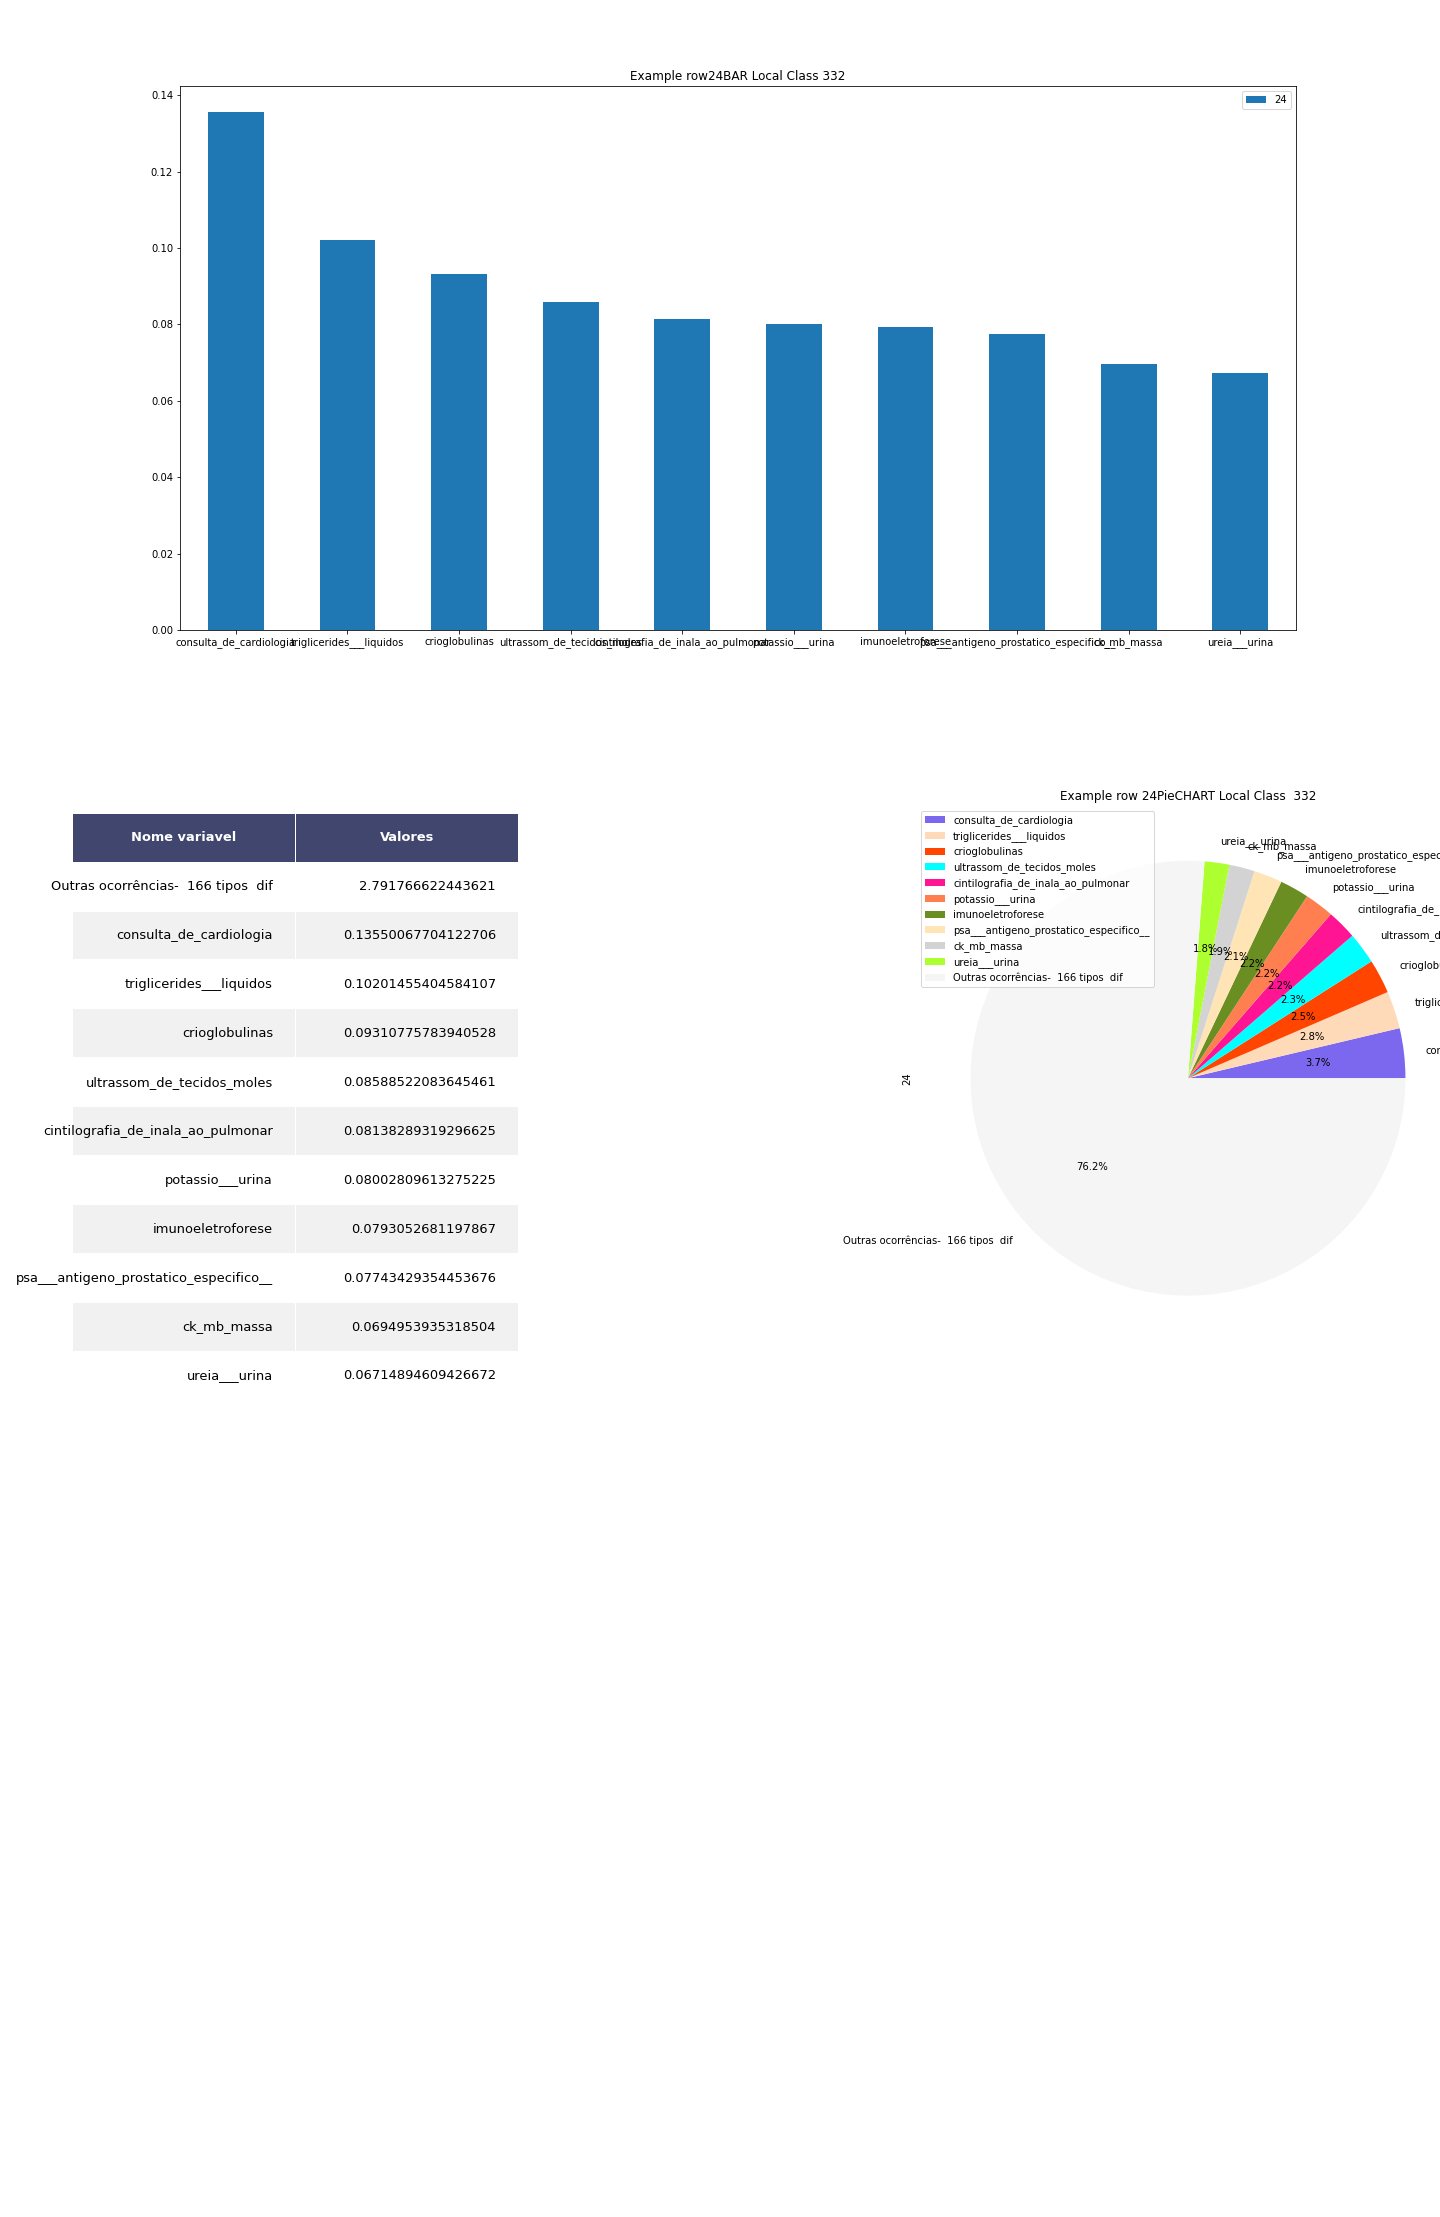 Example row24BAR Local Class 332
24
0.14
0.12
0.10
0.08
0.06
0.04
0.02
0.00
consulta_de_cardiologia
triglicerides___liquidos
crioglobulinas
ultrassom_de_tecidos_moles
cintilografia_de_inala_ao_pulmonar
potassio___urina
imunoeletroforese
psa___antigeno_prostatico_especifico__
ck_mb_massa
ureia___urina
Nome variavel Valores
Outras ocorrências-  166 tipos  dif 2.791766622443621
consulta_de_cardiologia 0.13550067704122706
triglicerides___liquidos 0.10201455404584107
crioglobulinas 0.09310775783940528
ultrassom_de_tecidos_moles 0.08588522083645461
cintilografia_de_inala_ao_pulmonar 0.08138289319296625
potassio___urina 0.08002809613275225
imunoeletroforese 0.0793052681197867
psa___antigeno_prostatico_especifico__ 0.07743429354453676
ck_mb_massa 0.0694953935318504
ureia___urina 0.06714894609426672
Example row 24PieCHART Local Class  332
consulta_de_cardiologia
triglicerides___liquidos
crioglobulinas
ultrassom_de_tecidos_moles
cintilografia_de_inala_ao_pulmonar
potassio___urina
imunoeletroforese
psa___antigeno_prostatico_especifico__
ck_mb_massa
ureia___urina
Outras ocorrências-  166 tipos  dif
ureia___urina
ck_mb_massa
psa___antigeno_prostatico_espec
imunoeletroforese
potassio___urina
cintilografia_de_
ultrassom_d
crioglobu
triglic
con
1.8%
1.9%
2.1%
2.2%
2.2%
2.2%
2.3%
2.5%
2.8%
3.7%
24
76.2%
Outras ocorrências-  166 tipos  dif